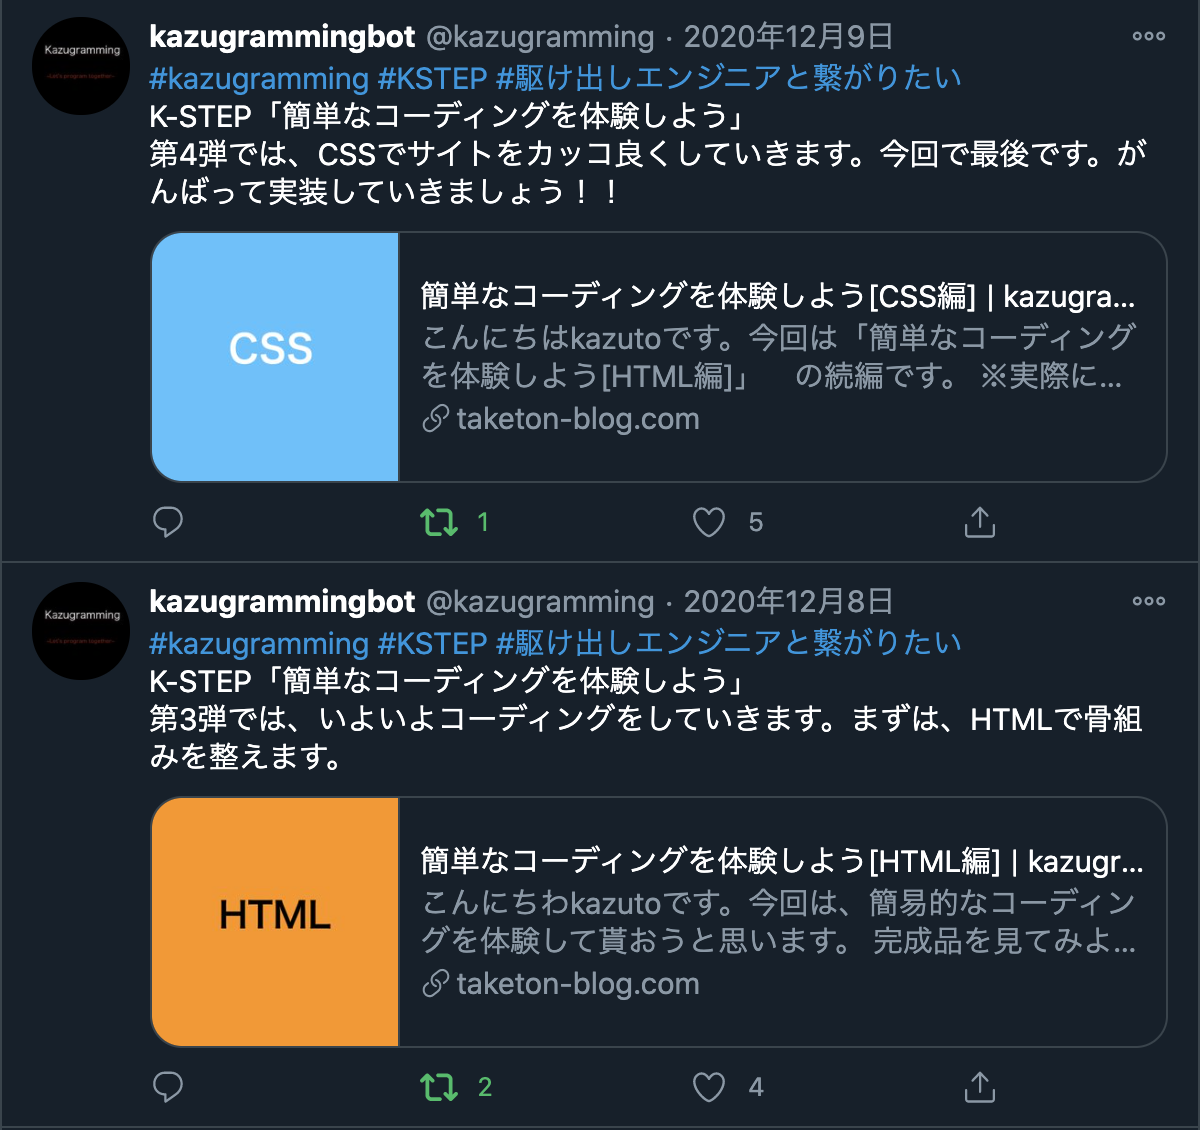 Kazugramming
~Let's program together~
kazugrammingbot @kazugramming · 2020年12月9日
#kazugramming #KSTEP #駆け出しエンジニアと繋がりたい
K-STEP「簡単なコーディングを体験しよう」
第4弾では、CSSでサイトをカッコ良くしていきます。今回で最後です。が
んばって実装していきましょう！！
CSS
簡単なコーディングを体験しよう[CSS編] | kazugra...
こんにちはkazutoです。今回は「簡単なコーディング
を体験しよう[HTML編]」　の続編です。 ※実際に...
taketon-blog.com
1
5
Kazugramming
~Let's program together~
kazugrammingbot @kazugramming · 2020年12月8日
#kazugramming #KSTEP #駆け出しエンジニアと繋がりたい
K-STEP「簡単なコーディングを体験しよう」
第3弾では、いよいよコーディングをしていきます。まずは、HTMLで骨組
みを整えます。
HTML
簡単なコーディングを体験しよう[HTML編] | kazugr...
こんにちわkazutoです。今回は、簡易的なコーディン
グを体験して貰おうと思います。 完成品を見てみよ...
taketon-blog.com
2
4